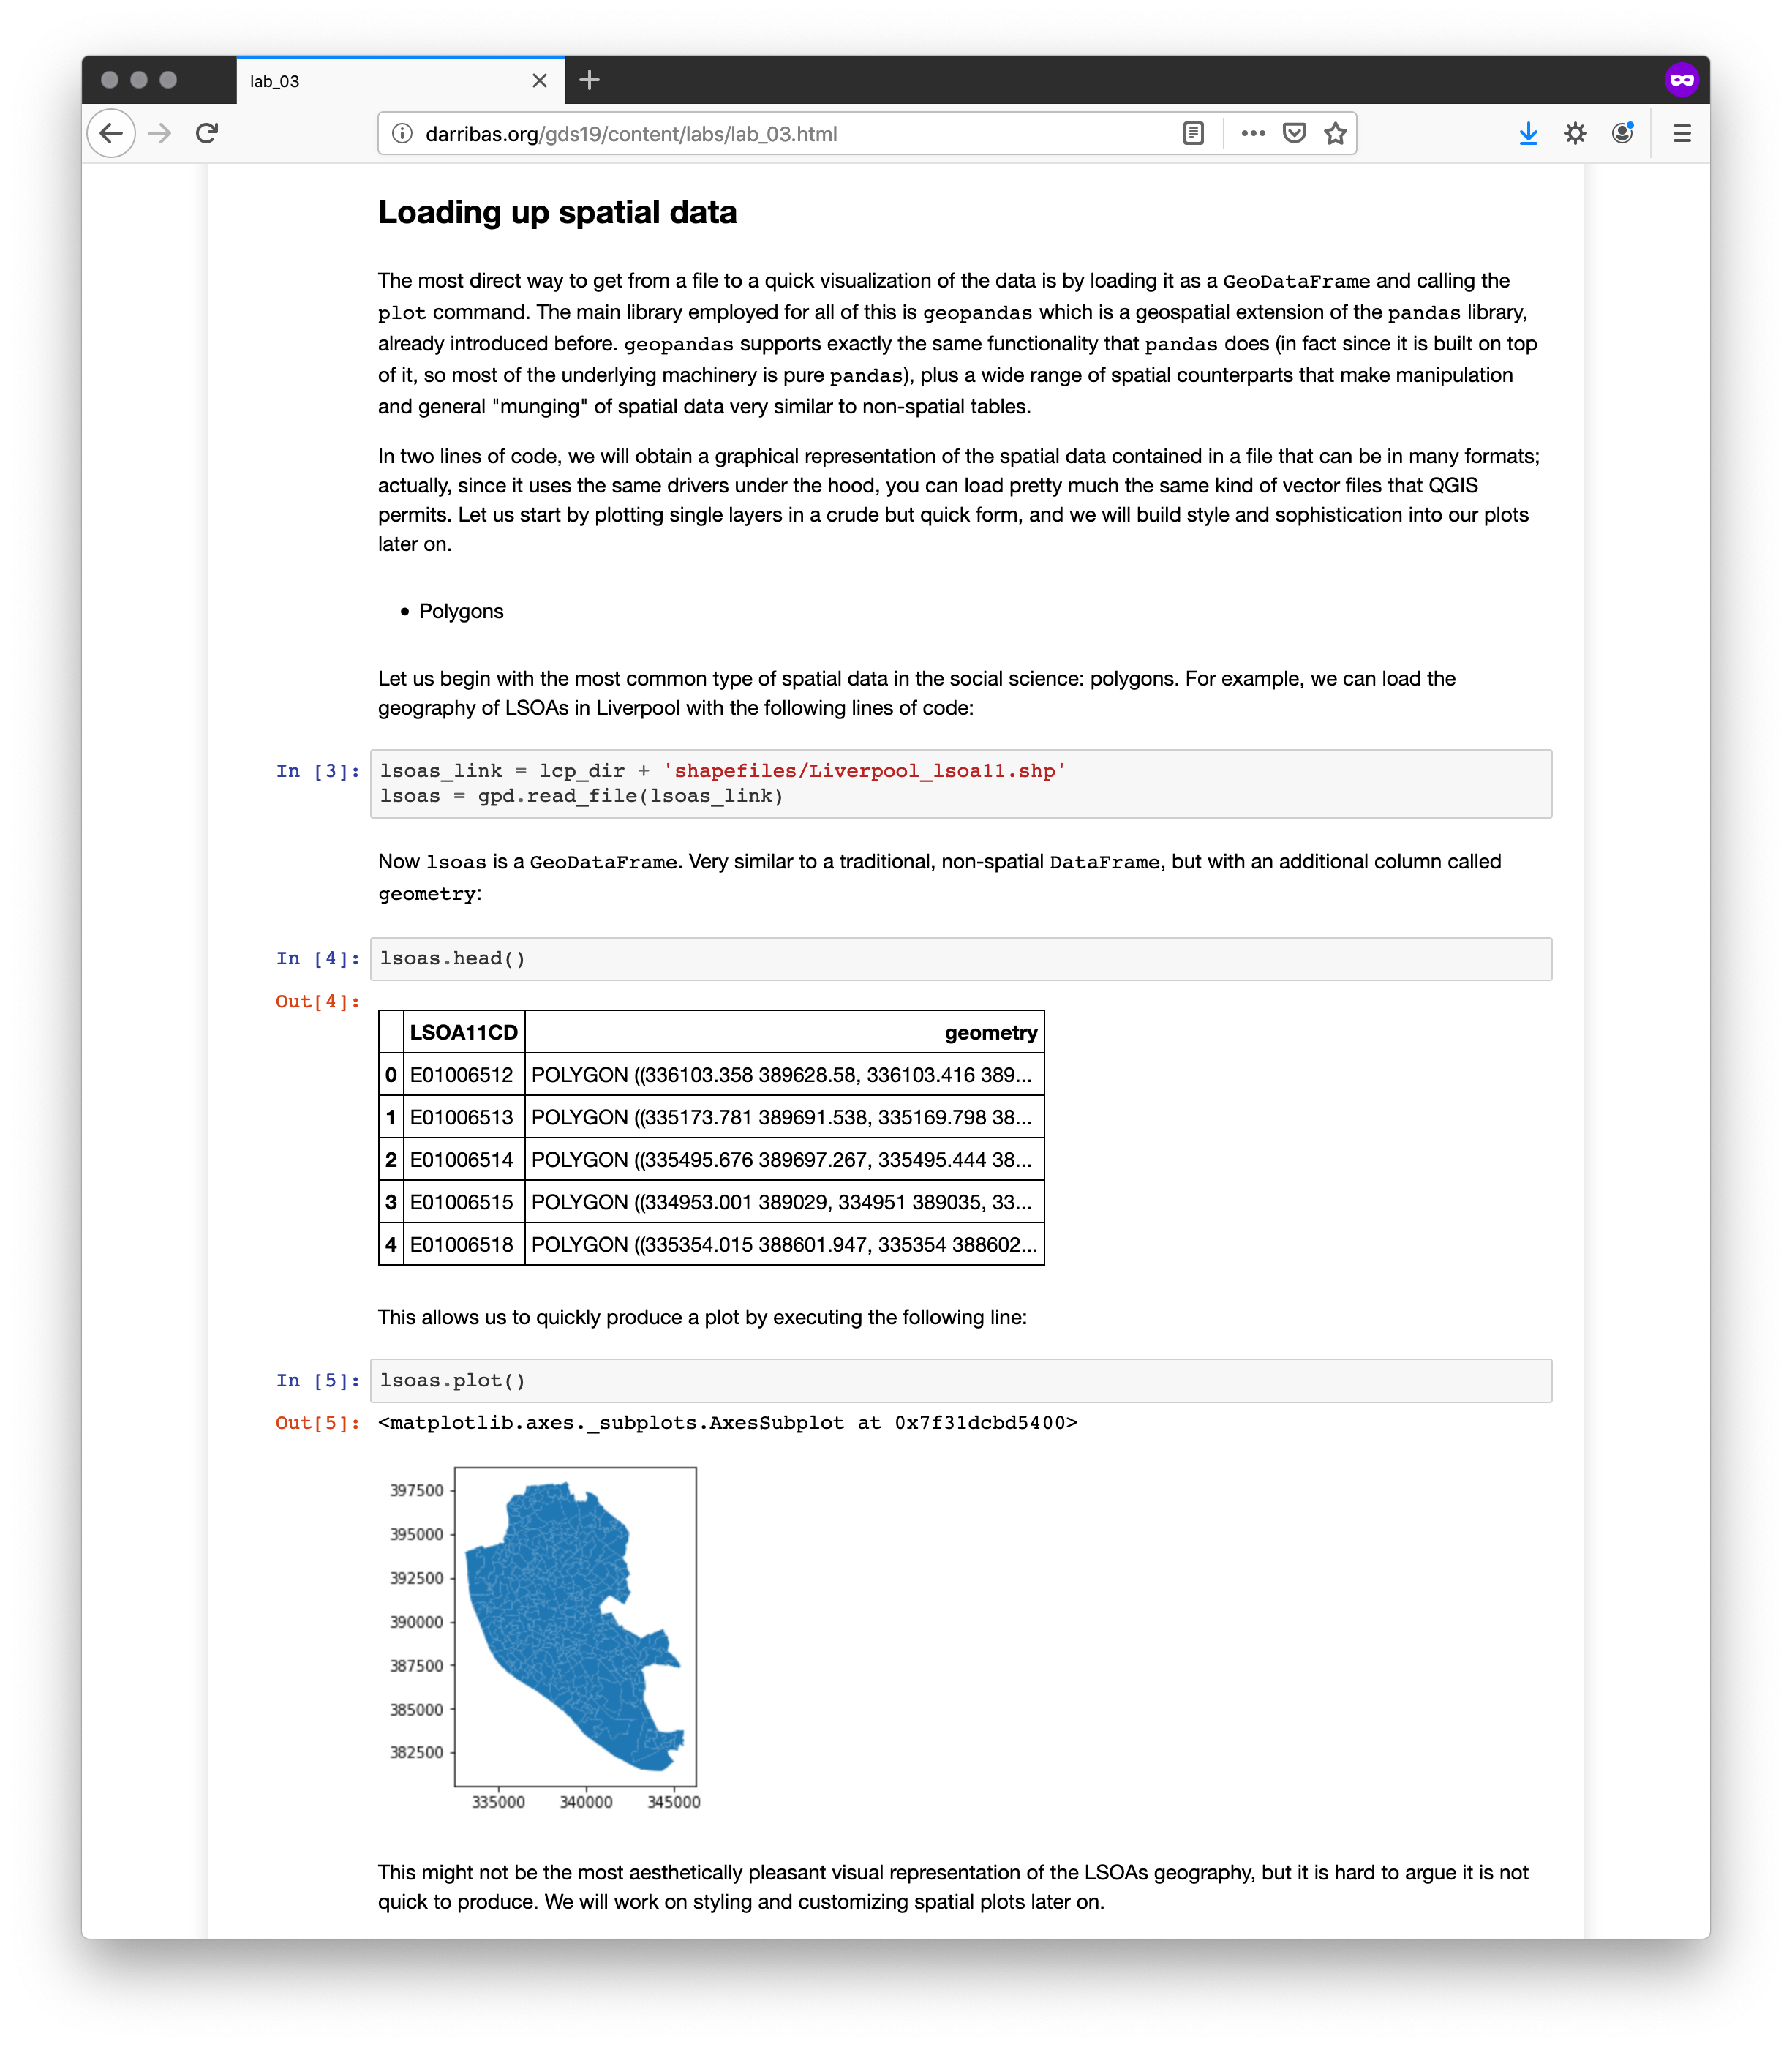 lab_03
darribas.org/gds19/content/labs/lab_03.html
Loading up spatial data
The most direct way to get from a file to a quick visualization of the data is by loading it as a GeoDataFrame and calling the
plot command. The main library employed for all of this is geopandas which is a geospatial extension of the pandas library,
already introduced before. geopandas supports exactly the same functionality that pandas does (in fact since it is built on top
of it, so most of the underlying machinery is pure pandas), plus a wide range of spatial counterparts that make manipulation
and general "munging" of spatial data very similar to non-spatial tables.
In two lines of code, we will obtain a graphical representation of the spatial data contained in a file that can be in many formats;
actually, since it uses the same drivers under the hood, you can load pretty much the same kind of vector files that QGIS
permits. Let us start by plotting single layers in a crude but quick form, and we will build style and sophistication into our plots
later on.
• Polygons
Let us begin with the most common type of spatial data in the social science: polygons. For example, we can load the
geography of LSOAs in Liverpool with the following lines of code:
In [3]: lsoas_link = lcp_dir + 'shapefiles/Liverpool_lsoa11.shp'
lsoas = gpd.read_file(lsoas_link)
Now lsoas is a GeoDataFrame. Very similar to a traditional, non-spatial DataFrame, but with an additional column called
geometry:
In [4]: lsoas.head()
Out[4]:
LSOA11CD geometry
0 E01006512 POLYGON ((336103.358 389628.58, 336103.416 389...
1 E01006513 POLYGON ((335173.781 389691.538, 335169.798 38...
2 E01006514 POLYGON ((335495.676 389697.267, 335495.444 38...
3 E01006515 POLYGON ((334953.001 389029, 334951 389035, 33...
4 E01006518 POLYGON ((335354.015 388601.947, 335354 388602...
This allows us to quickly produce a plot by executing the following line:
In [5]: lsoas.plot()
Out[5]: <matplotlib.axes._subplots.AxesSubplot at 0x7f31dcbd5400>
397500
395000
392500
390000
387500
385000
382500
335000 340000 345000
This might not be the most aesthetically pleasant visual representation of the LSOAs geography, but it is hard to argue it is not
quick to produce. We will work on styling and customizing spatial plots later on.